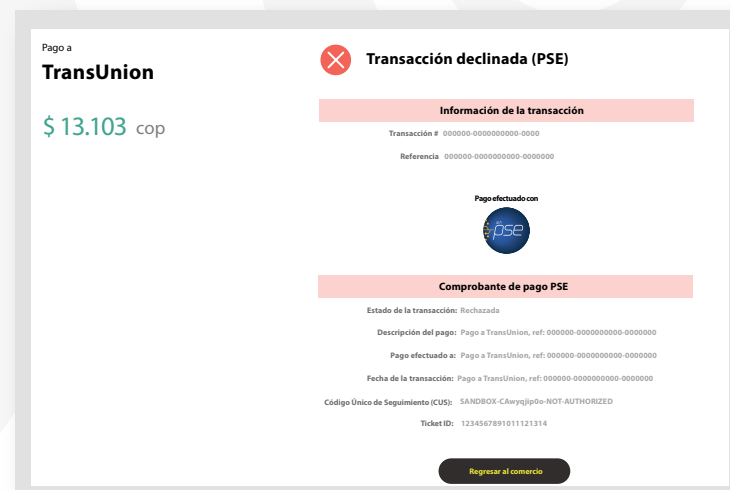 Pago a
TransUnion
$ 13.103 cop
Transacción declinada (PSE)
Información de la transacción
Transacción # 000000-0000000000-0000
Referencia 000000-0000000000-0000000
Pago efectuado con
pse
Comprobante de pago PSE
Estado de la transacción: Rechazada
Descripción del pago: Pago a TransUnion, ref: 000000-0000000000-0000000
Pago efectuado a: Pago a TransUnion, ref: 000000-0000000000-0000000
Fecha de la transacción: Pago a TransUnion, ref: 000000-0000000000-0000000
Código Único de Seguimiento (CUS): SANDBOX-CAwyqjip0o-NOT-AUTHORIZED
Ticket ID: 1234567891011121314
Regresar al comercio